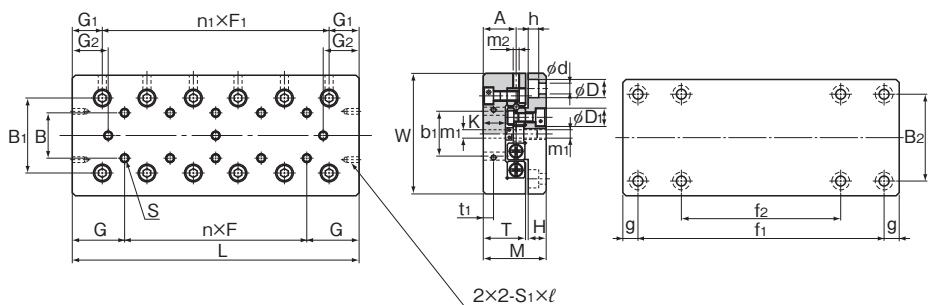 G₁ n₁×F₁ G₁
G₂ G₂
B₁ B
S
G n×F G
L
2×2-S₁×ℓ
A h
m₂
φd
φD
φD₁
W
K
b₁ m₁
m₁
t₁
T H
M
B₂
f₂
g f₁ g